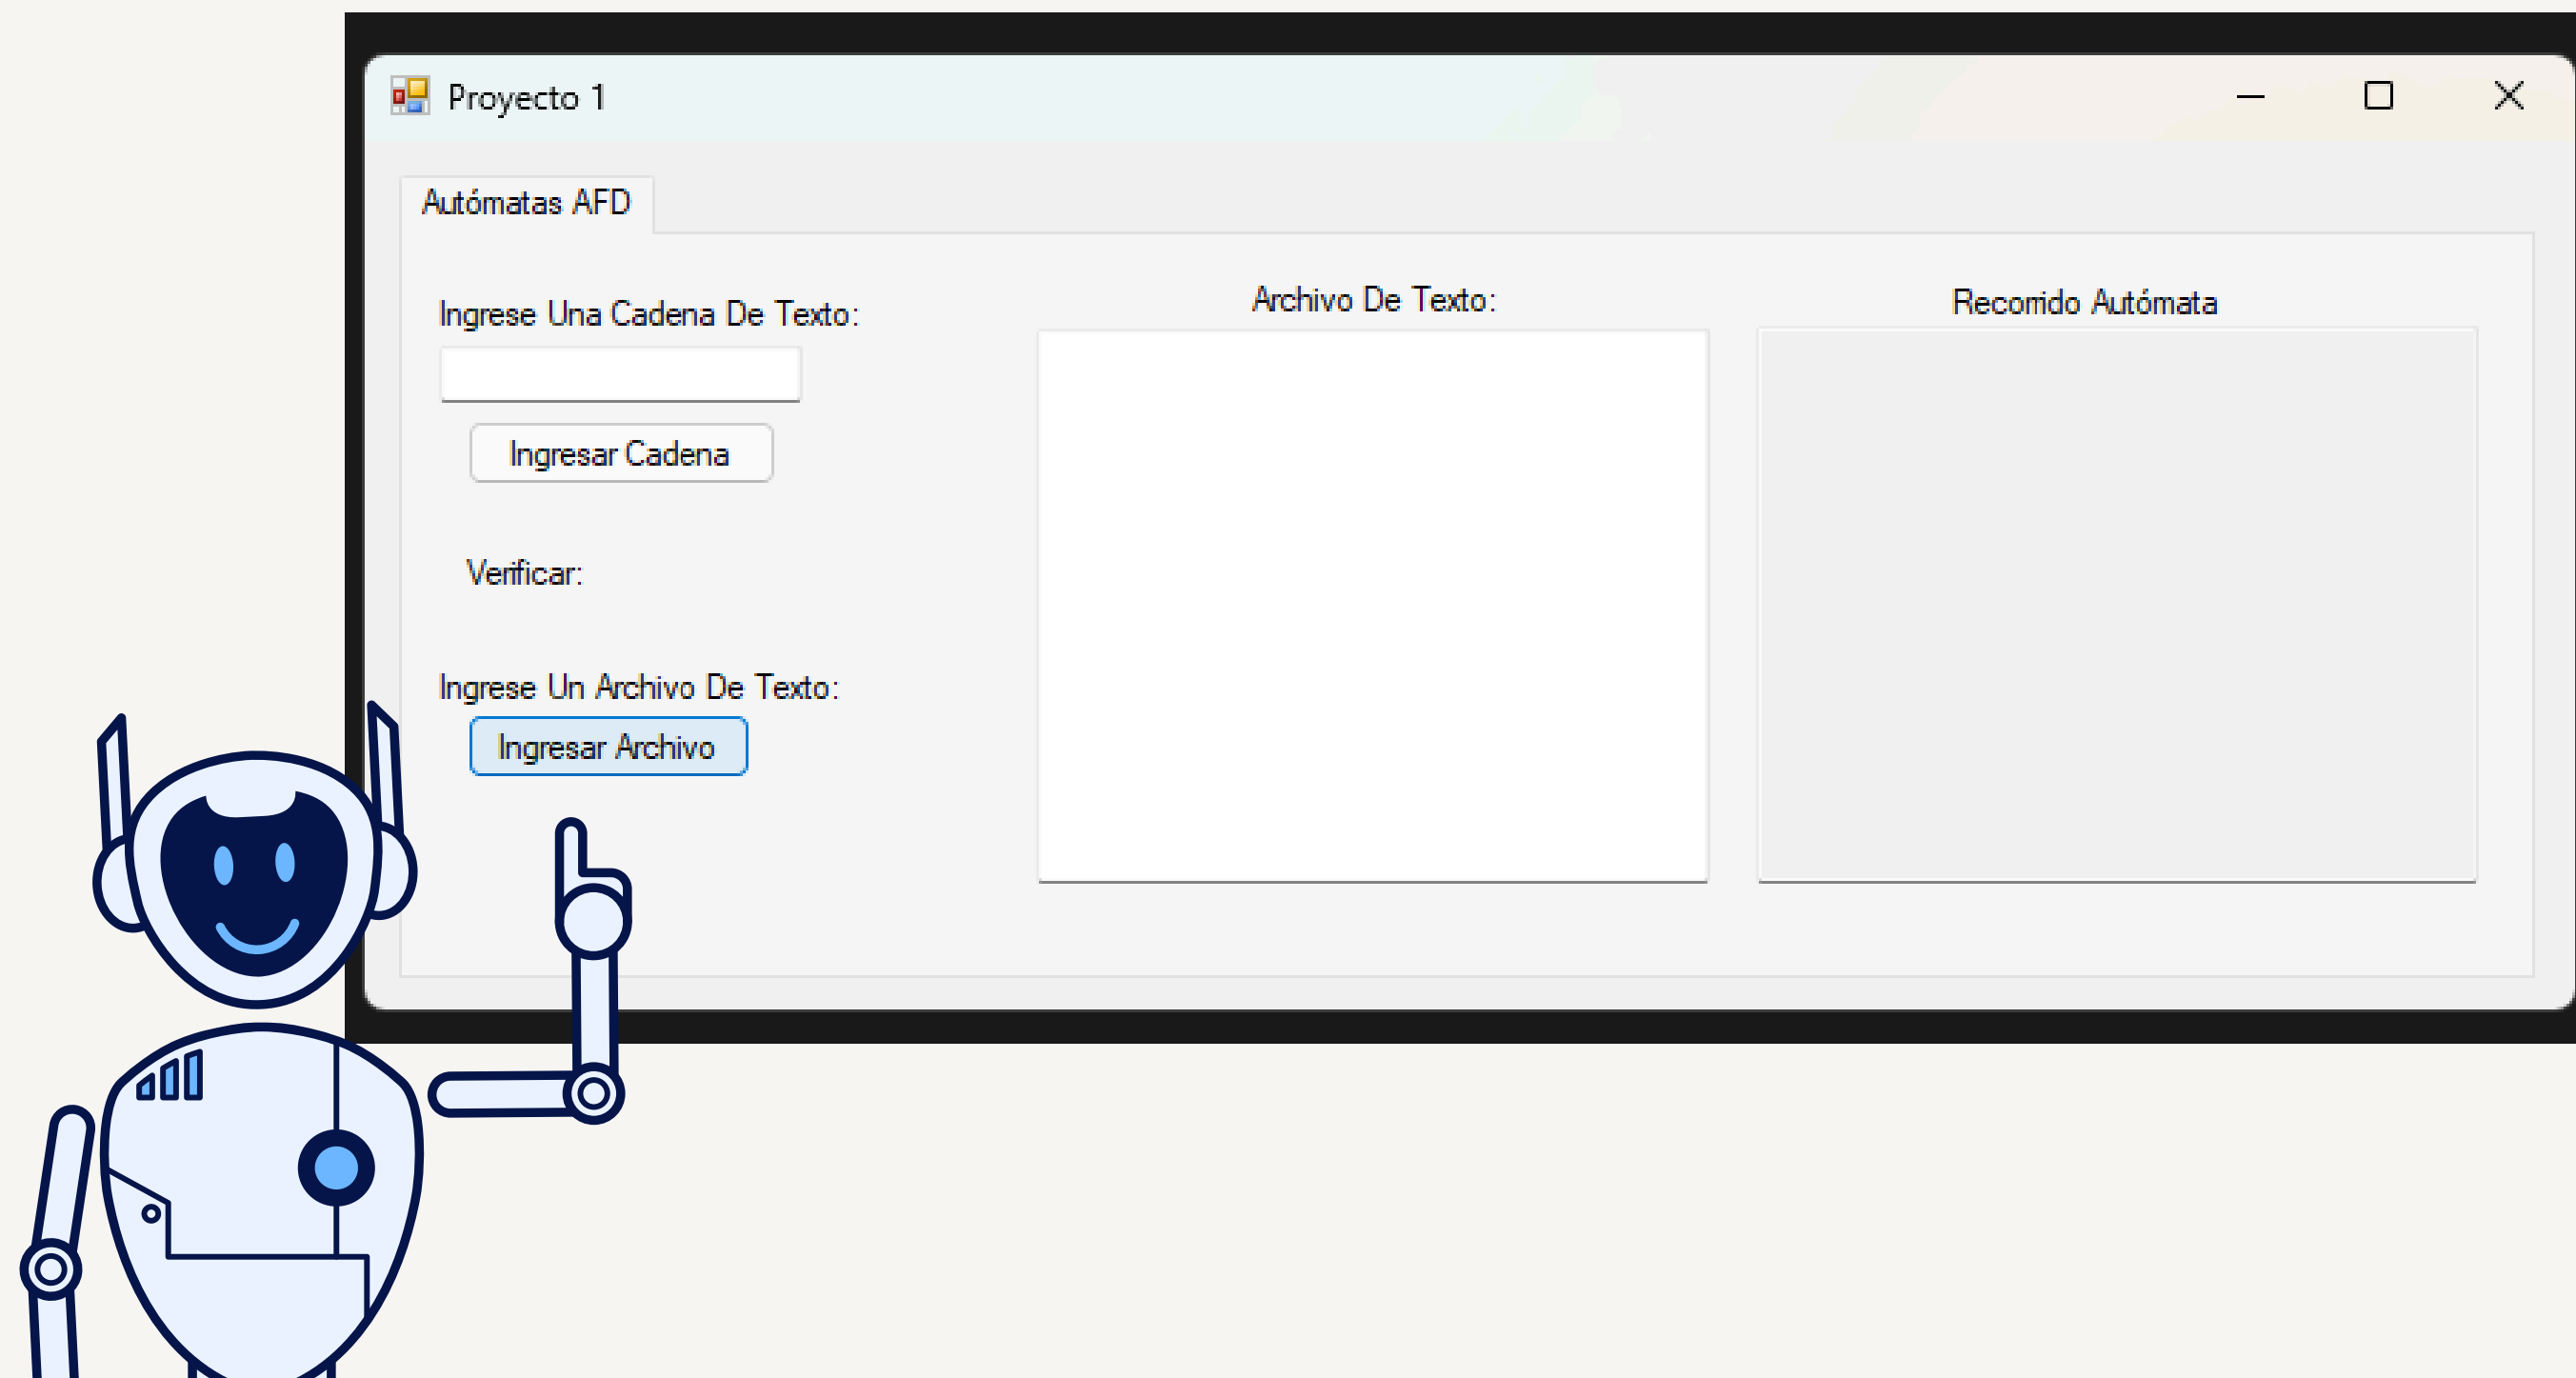 Proyecto 1
Autómatas AFD
Ingrese Una Cadena De Texto:
Ingresar Cadena
Verificar:
Ingrese Un Archivo De Texto:
Ingresar Archivo
Archivo De Texto:
Recorrido Autómata